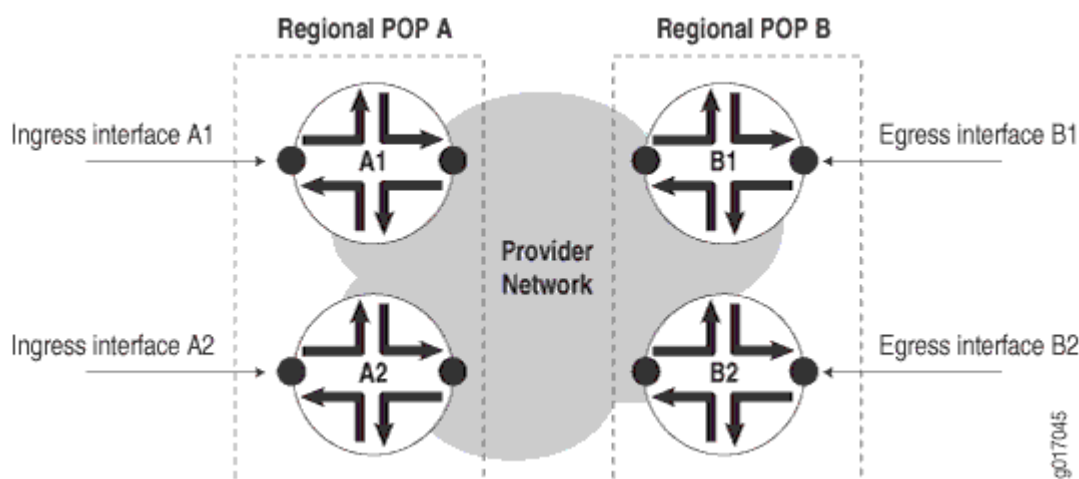 Regional POP A
Regional POP B
Ingress interface A1
A1
B1
Egress interface B1
Provider
Network
Ingress interface A2
A2
B2
Egress interface B2
g017045